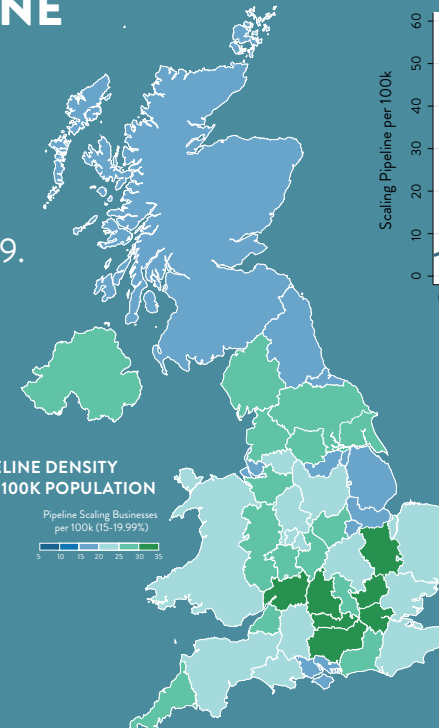 NE
9.
ELINE DENSITY
100K POPULATION
Pipeline Scaling Businesses
per 100k (15-19.99%)
5 10 15 20 25 30 35
Scaling Pipeline per 100k
0 10 20 30 40 50 60